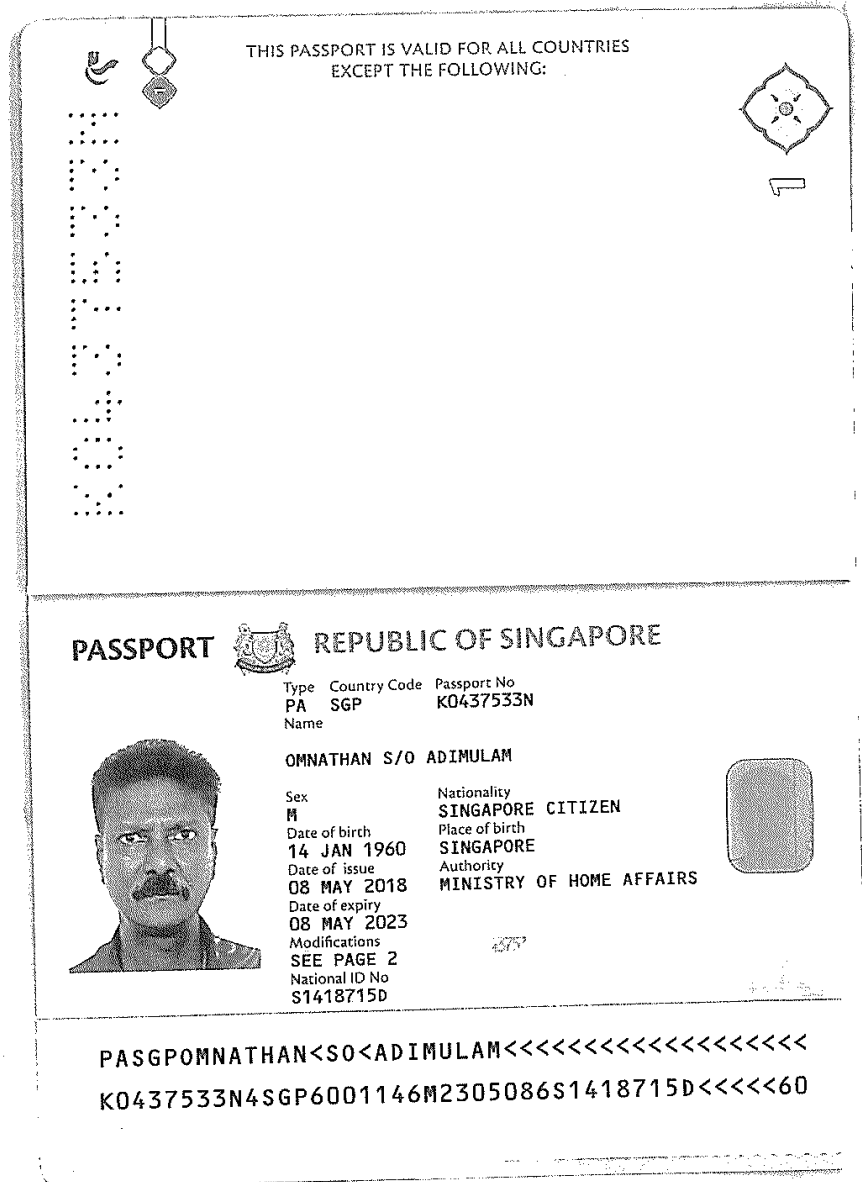 THIS PASSPORT IS VALID FOR ALL COUNTRIES
EXCEPT THE FOLLOWING:
1
K0437533N
PASSPORT REPUBLIC OF SINGAPORE
Type Country Code Passport No
PA SGP K0437533N
Name
OMNATHAN S/O ADIMULAM
Sex Nationality
M SINGAPORE CITIZEN
Date of birth Place of birth
14 JAN 1960 SINGAPORE
Date of issue Authority
08 MAY 2018 MINISTRY OF HOME AFFAIRS
Date of expiry
08 MAY 2023
Modifications
SEE PAGE 2
National ID No
S1418715D
PASGPOMNATHAN<SO<ADIMULAM<<<<<<<<<<<<<<<<<<<
K0437533N4SGP6001146M2305086S1418715D<<<<<60